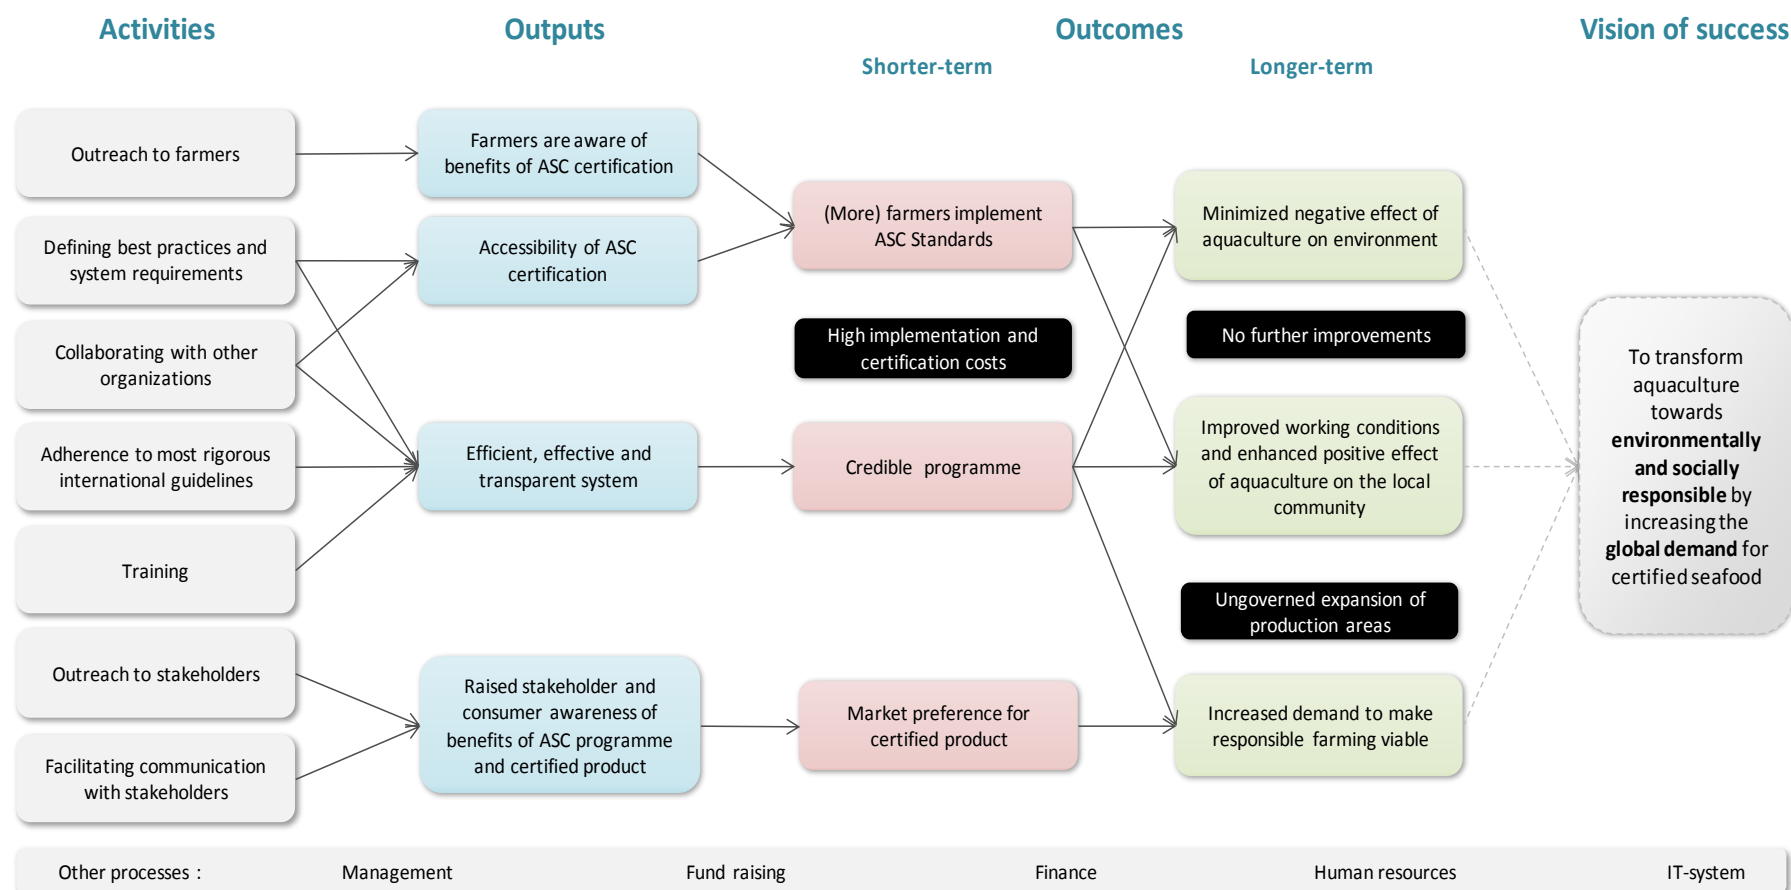 Activities
Outputs
Outcomes
Vision of success
Shorter-term
Longer-term
Outreach to farmers
Defining best practices and
system requirements
Collaborating with other
organizations
Adherence to most rigorous
international guidelines
Training
Outreach to stakeholders
Facilitating communication
with stakeholders
Farmers are aware of
benefits of ASC certification
Accessibility of ASC
certification
Efficient, effective and
transparent system
Raised stakeholder and
consumer awareness of
benefits of ASC programme
and certified product
(More) farmers implement
ASC Standards
High implementation and
certification costs
Credible programme
Market preference for
certified product
Minimized negative effect of
aquaculture on environment
No further improvements
Improved working conditions
and enhanced positive effect
of aquaculture on the local
community
Ungoverned expansion of
production areas
Increased demand to make
responsible farming viable
To transform
aquaculture
towards
environmentally
and socially
responsible by
increasing the
global demand for
certified seafood
Other processes :
Management
Fund raising
Finance
Human resources
IT-system